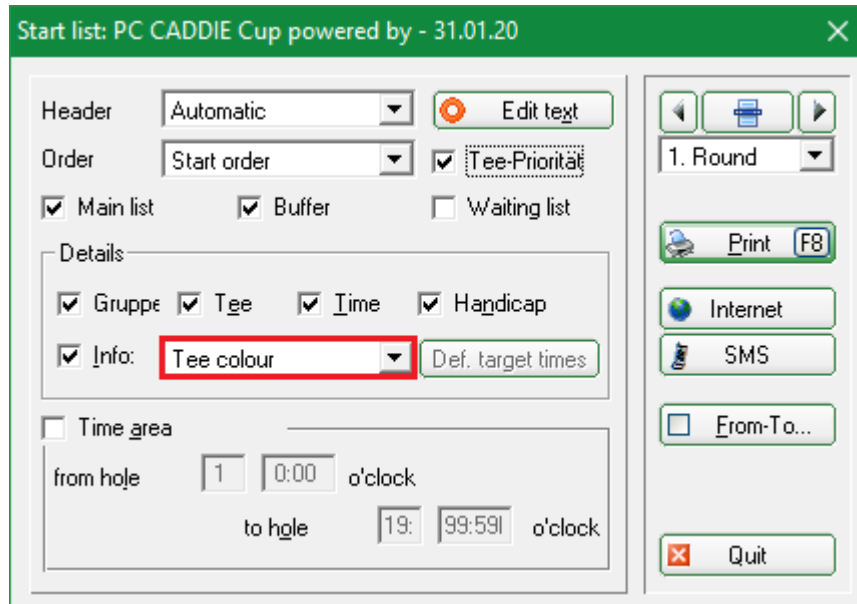 Start list: PC CADDIE Cup powered by - 31.01.20
Header Automatic Edit text
Order Start order Tee-Priorität
Main list Buffer Waiting list
Details
Gruppe Tee Time Handicap
Info: Tee colour Def. target times
Time area
from hole 1 0:00 o'clock
to hole 19: 99:59 o'clock
1. Round
Print F8
Internet
SMS
From-To...
Quit